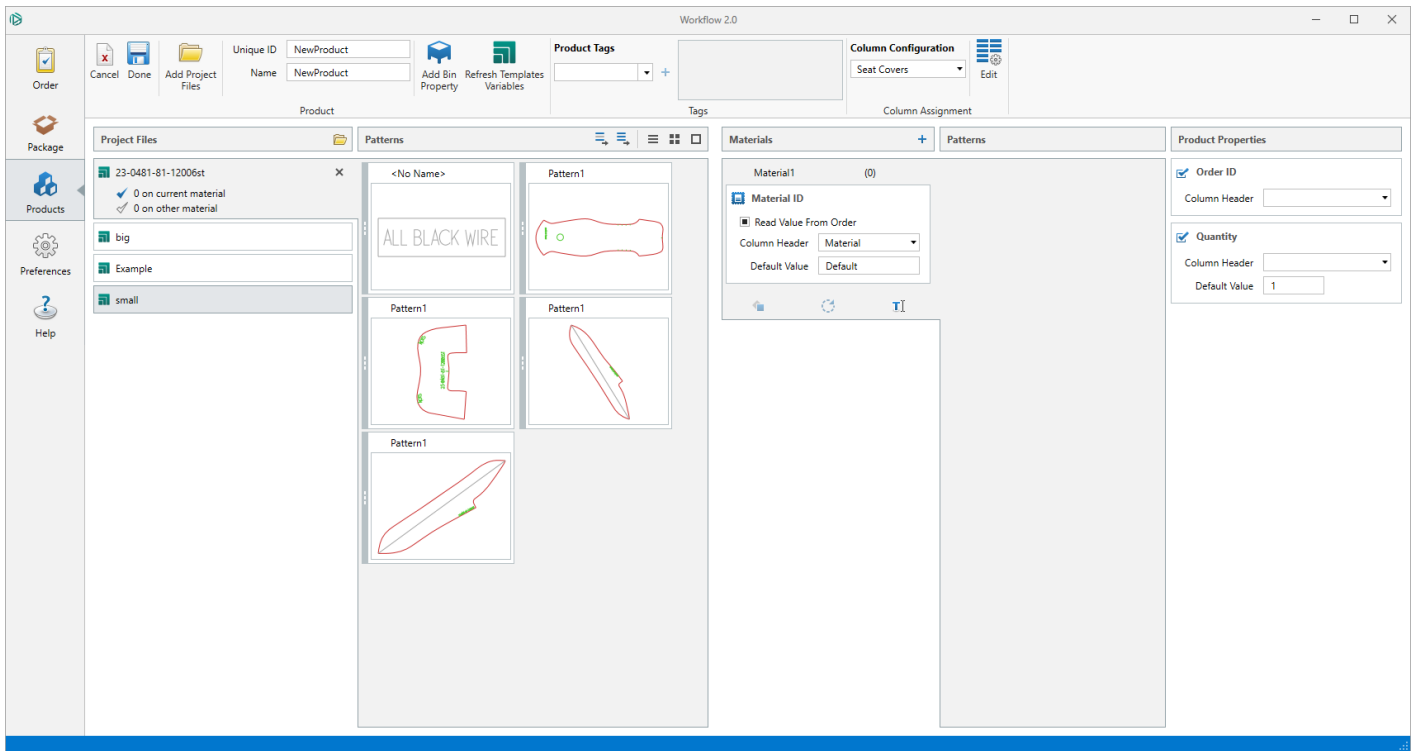 Workflow 2.0
Order
Package
Products
Preferences
Help
Cancel
Done
Add Project
Files
Unique ID
NewProduct
Name
NewProduct
Add Bin
Property
Refresh Templates
Variables
Product
Product Tags
Tags
Column Configuration
Seat Covers
Edit
Column Assignment
Project Files
23-0481-81-12006st
0 on current material
0 on other material
big
Example
small
Patterns
<No Name>
ALL BLACK WIRE
Pattern1
Pattern1
Pattern1
Pattern1
Materials
Material1 (0)
Material ID
Read Value From Order
Column Header Material
Default Value Default
Patterns
Product Properties
Order ID
Column Header
Quantity
Column Header
Default Value 1